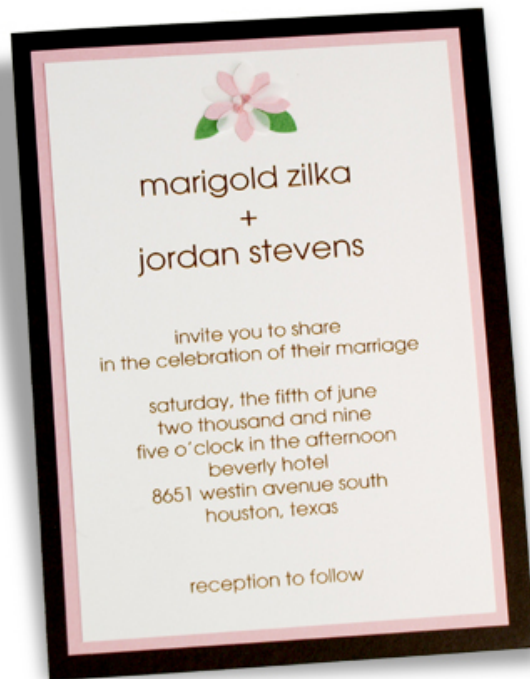 marigold zilka
+
jordan stevens
invite you to share
in the celebration of their marriage
saturday, the fifth of june
two thousand and nine
five o'clock in the afternoon
beverly hotel
8651 westin avenue south
houston, texas
reception to follow